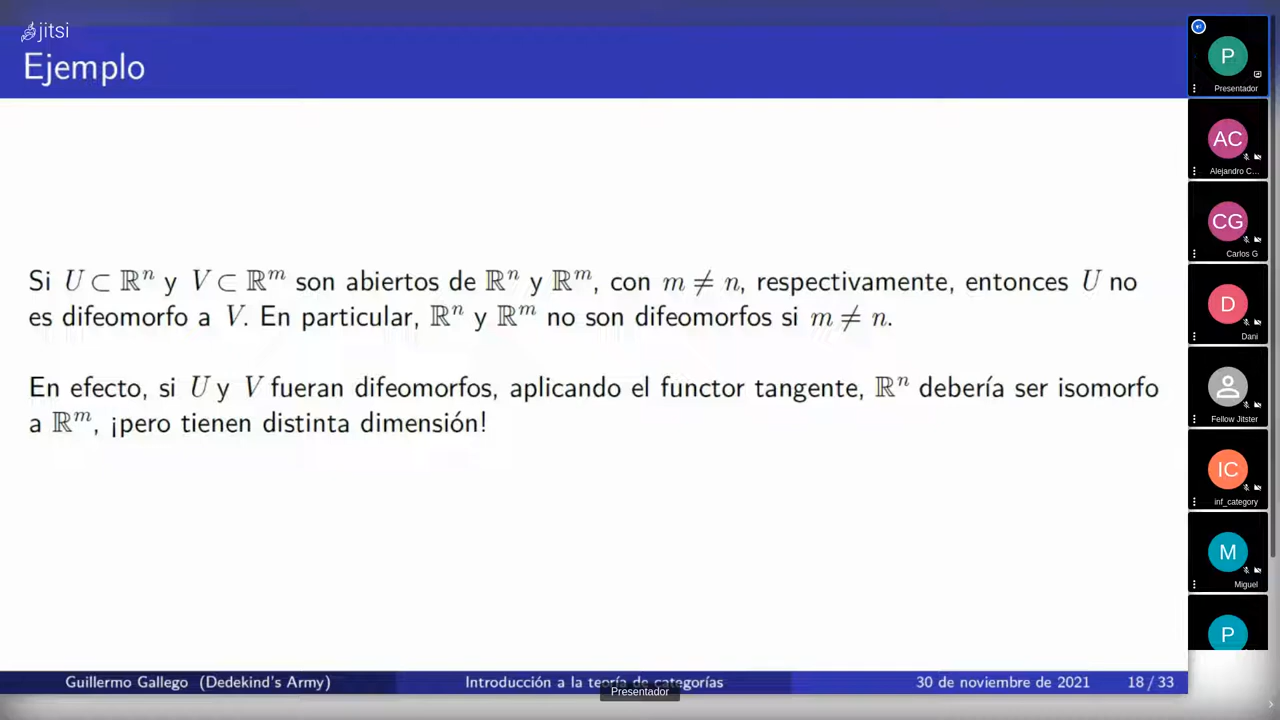 jitsi
Ejemplo
Si U ⊂ ℝⁿ y V ⊂ ℝᵐ son abiertos de ℝⁿ y ℝᵐ, con m ≠ n, respectivamente, entonces U no
es difeomorfo a V. En particular, ℝⁿ y ℝᵐ no son difeomorfos si m ≠ n.
En efecto, si U y V fueran difeomorfos, aplicando el functor tangente, ℝⁿ debería ser isomorfo
a ℝᵐ, ¡pero tienen distinta dimensión!
Guillermo Gallego (Dedekind's Army) Introducción a la teoría de categorías 30 de noviembre de 2021 18 / 33
Presentador
P
Presentador
AC
Alejandro C...
CG
Carlos G
D
Dani
Fellow Jitster
IC
inf_category
M
Miguel
P